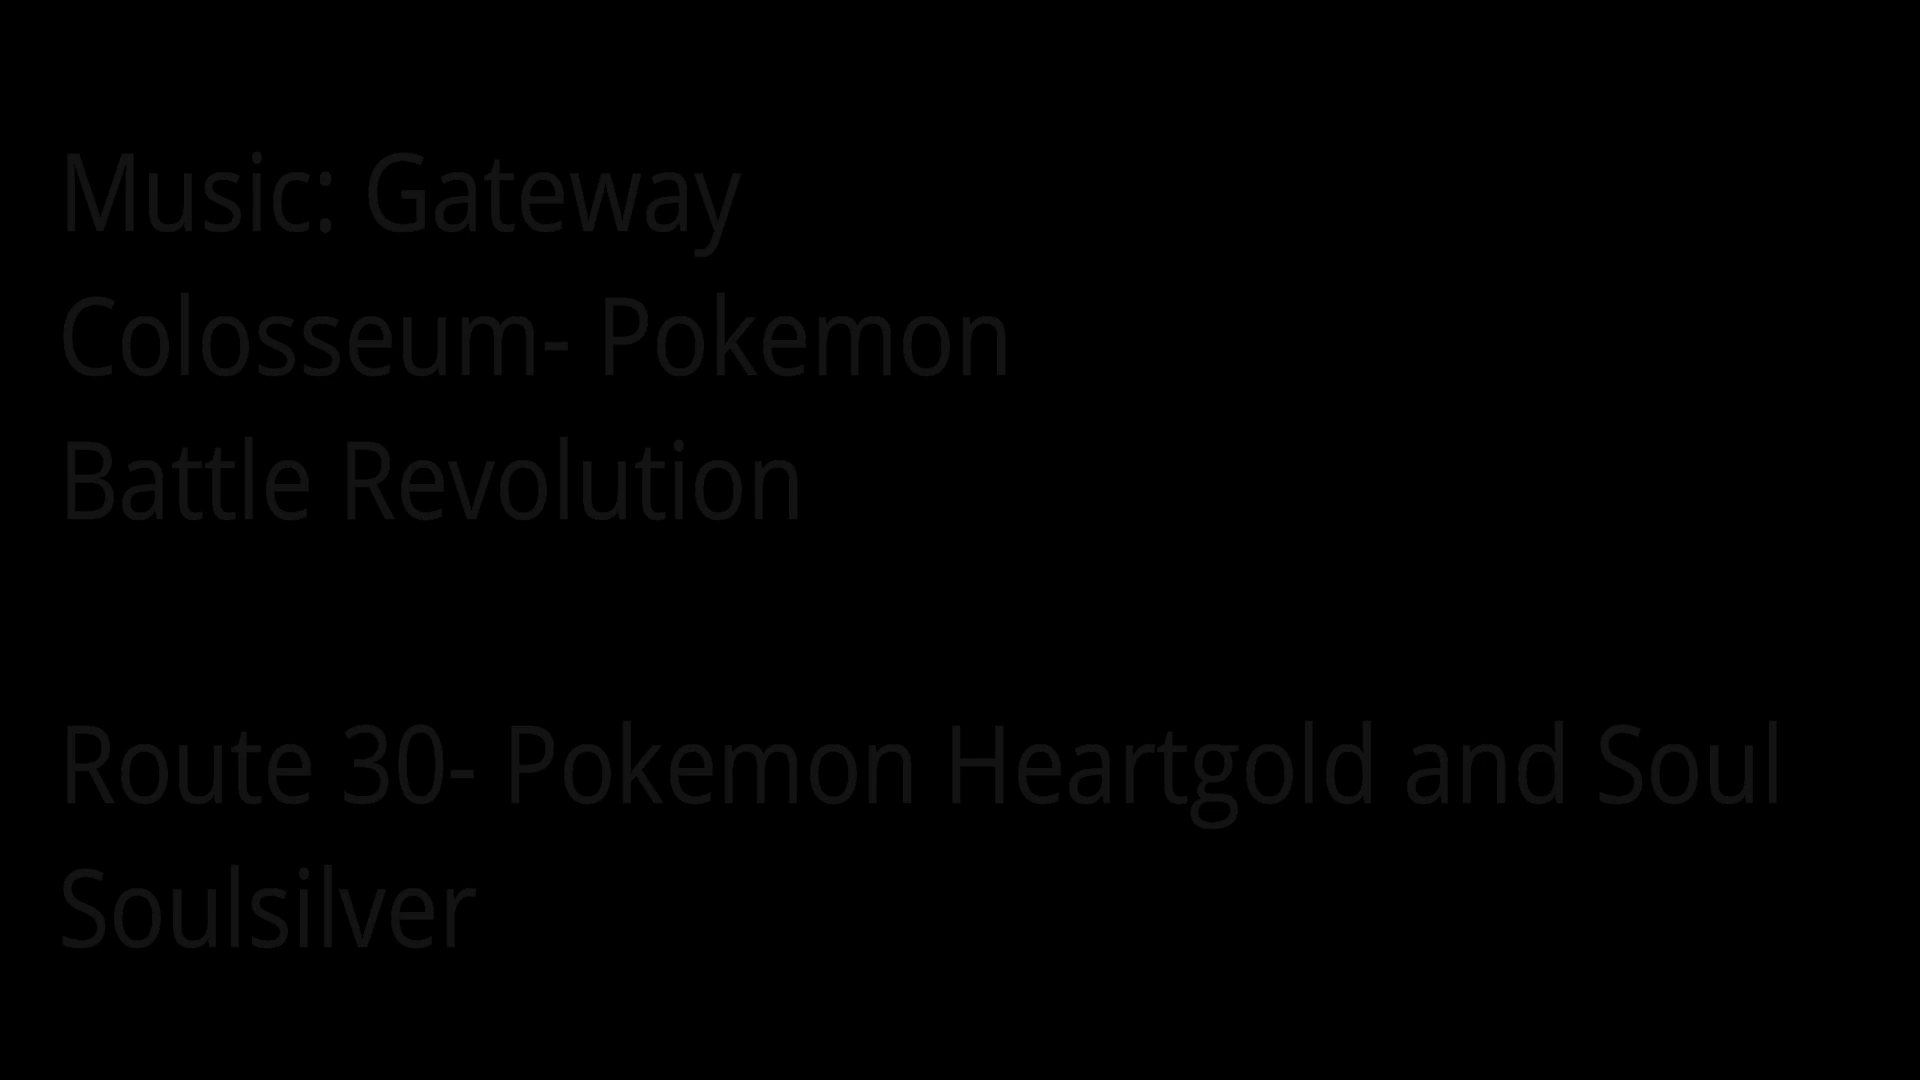 Music: Gateway
Colosseum- Pokemon
Battle Revolution
Route 30- Pokemon Heartgold and Soul
Soulsilver